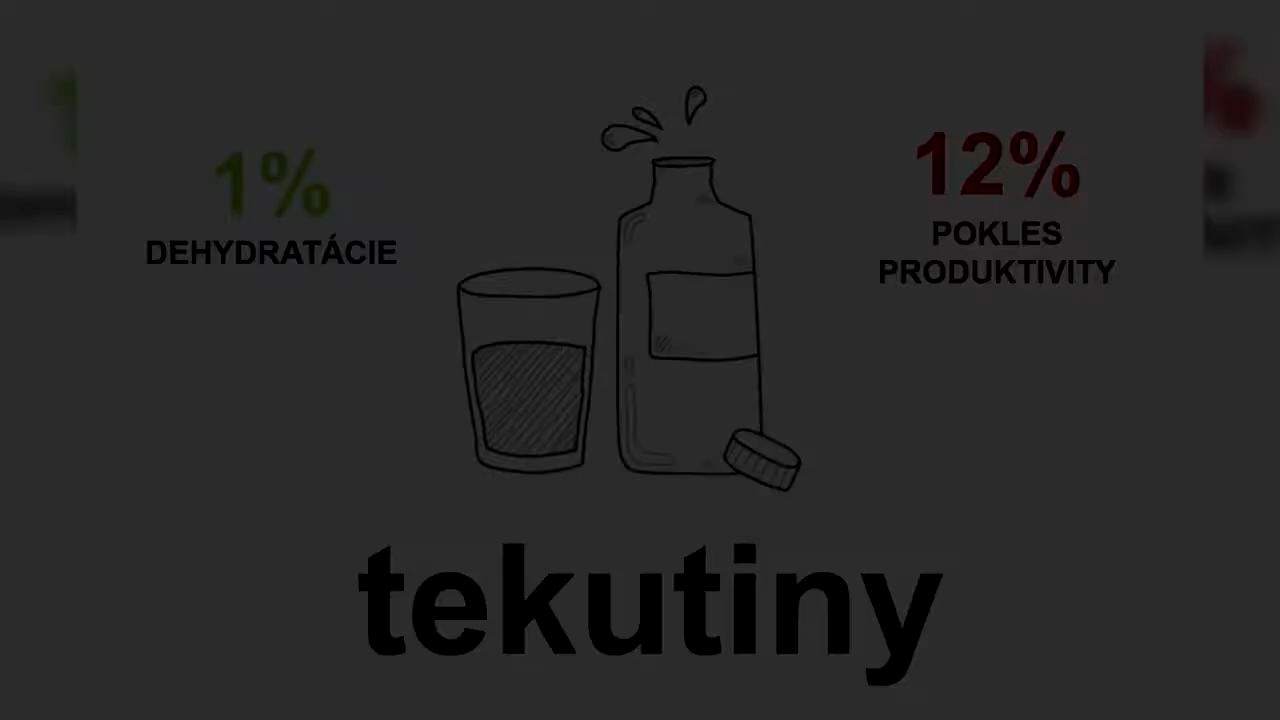 1%
DEHYDRATÁCIE
12%
POKLES
PRODUKTIVITY
tekutiny